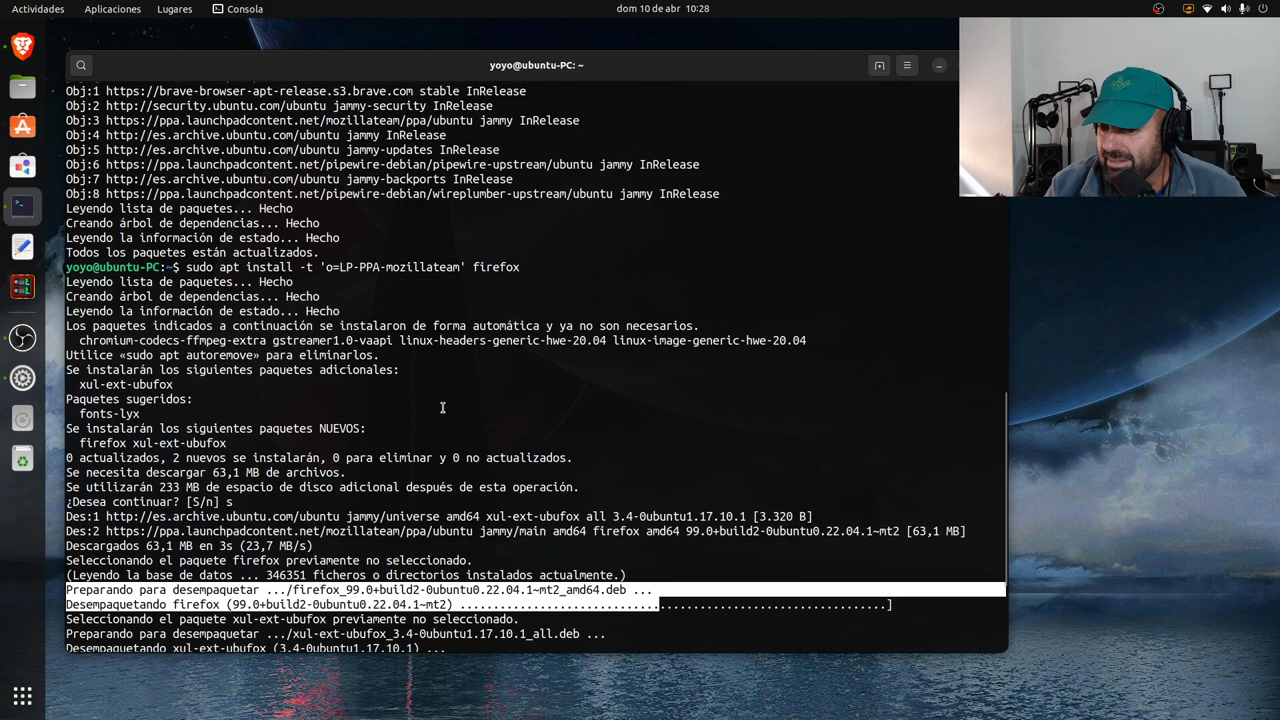 Actividades Aplicaciones Lugares Consola dom 10 de abr 10:28
yoyo@ubuntu-PC: ~
Obj:1 https://brave-browser-apt-release.s3.brave.com stable InRelease
Obj:2 http://security.ubuntu.com/ubuntu jammy-security InRelease
Obj:3 https://ppa.launchpadcontent.net/mozillateam/ppa/ubuntu jammy InRelease
Obj:4 http://es.archive.ubuntu.com/ubuntu jammy InRelease
Obj:5 http://es.archive.ubuntu.com/ubuntu jammy-updates InRelease
Obj:6 https://ppa.launchpadcontent.net/pipewire-debian/pipewire-upstream/ubuntu jammy InRelease
Obj:7 http://es.archive.ubuntu.com/ubuntu jammy-backports InRelease
Obj:8 https://ppa.launchpadcontent.net/pipewire-debian/wireplumber-upstream/ubuntu jammy InRelease
Leyendo lista de paquetes... Hecho
Creando árbol de dependencias... Hecho
Leyendo la información de estado... Hecho
Todos los paquetes están actualizados.
yoyo@ubuntu-PC:~$ sudo apt install -t 'o=LP-PPA-mozillateam' firefox
Leyendo lista de paquetes... Hecho
Creando árbol de dependencias... Hecho
Leyendo la información de estado... Hecho
Los paquetes indicados a continuación se instalaron de forma automática y ya no son necesarios.
chromium-codecs-ffmpeg-extra gstreamer1.0-vaapi linux-headers-generic-hwe-20.04 linux-image-generic-hwe-20.04
Utilice «sudo apt autoremove» para eliminarlos.
Se instalarán los siguientes paquetes adicionales:
xul-ext-ubufox
Paquetes sugeridos:
fonts-lyx
Se instalarán los siguientes paquetes NUEVOS:
firefox xul-ext-ubufox
0 actualizados, 2 nuevos se instalarán, 0 para eliminar y 0 no actualizados.
Se necesita descargar 63,1 MB de archivos.
Se utilizarán 233 MB de espacio de disco adicional después de esta operación.
¿Desea continuar? [S/n] s
Des:1 http://es.archive.ubuntu.com/ubuntu jammy/universe amd64 xul-ext-ubufox all 3.4-0ubuntu1.17.10.1 [3.320 B]
Des:2 https://ppa.launchpadcontent.net/mozillateam/ppa/ubuntu jammy/main amd64 firefox amd64 99.0+build2-0ubuntu0.22.04.1~mt2 [63,1 MB]
Descargados 63,1 MB en 3s (23,7 MB/s)
Seleccionando el paquete firefox previamente no seleccionado.
(Leyendo la base de datos ... 346351 ficheros o directorios instalados actualmente.)
Preparando para desempaquetar .../firefox_99.0+build2-0ubuntu0.22.04.1~mt2_amd64.deb ...
Desempaquetando firefox (99.0+build2-0ubuntu0.22.04.1~mt2) ................................................................]
Seleccionando el paquete xul-ext-ubufox previamente no seleccionado.
Preparando para desempaquetar .../xul-ext-ubufox_3.4-0ubuntu1.17.10.1_all.deb ...
Desempaquetando xul-ext-ubufox (3.4-0ubuntu1.17.10.1) ...